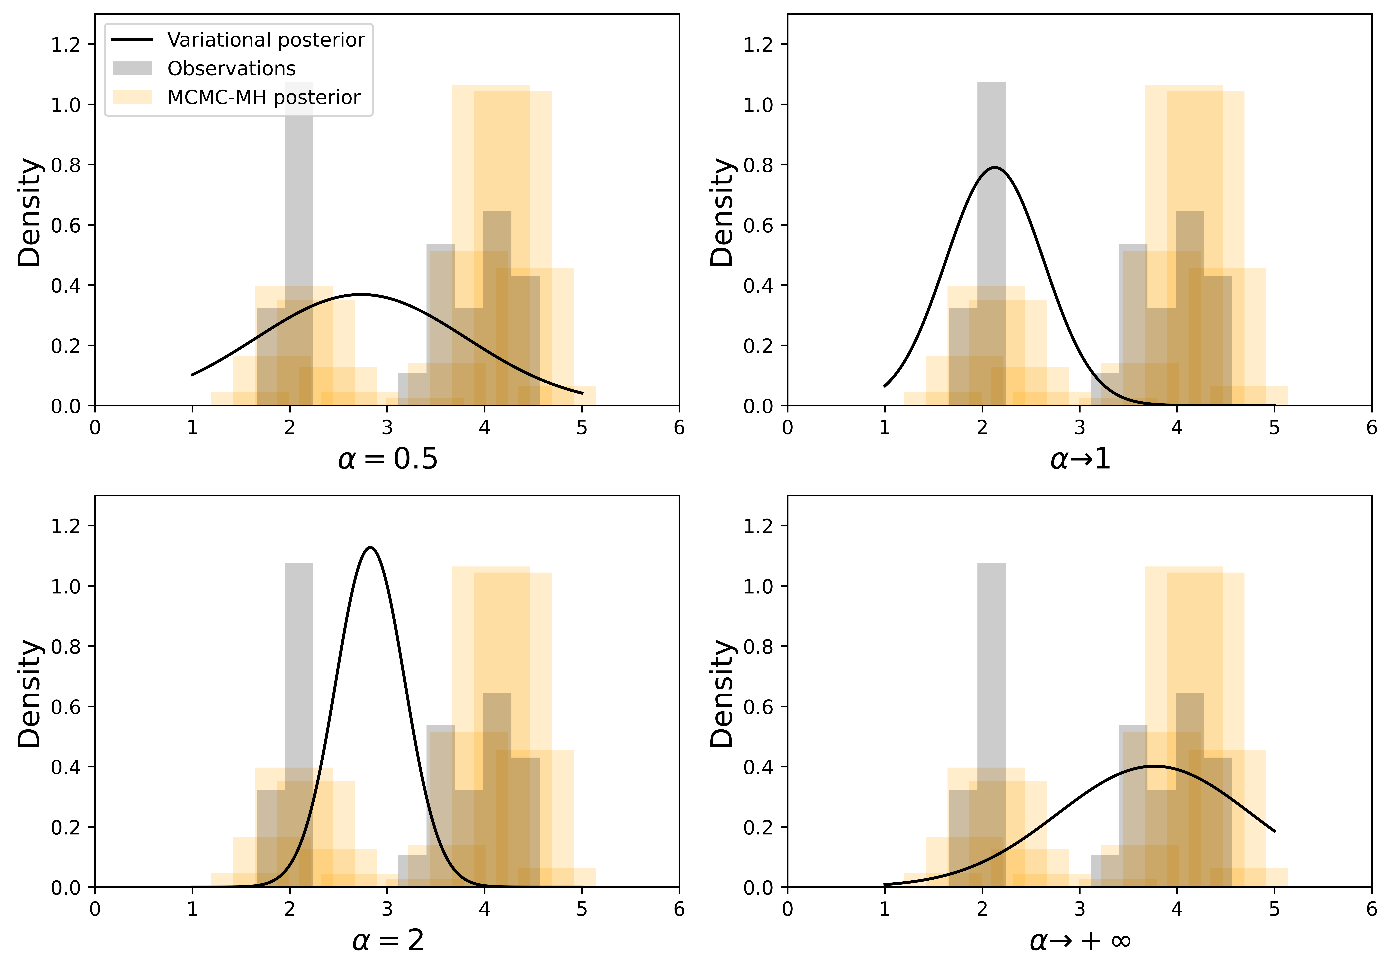 Variational posterior
Observations
MCMC-MH posterior
Density
1.2
1.0
0.8
0.6
0.4
0.2
0.0
0 1 2 3 4 5 6
α = 0.5
Density
1.2
1.0
0.8
0.6
0.4
0.2
0.0
0 1 2 3 4 5 6
α→1
Density
1.2
1.0
0.8
0.6
0.4
0.2
0.0
0 1 2 3 4 5 6
α = 2
Density
1.2
1.0
0.8
0.6
0.4
0.2
0.0
0 1 2 3 4 5 6
α→ + ∞